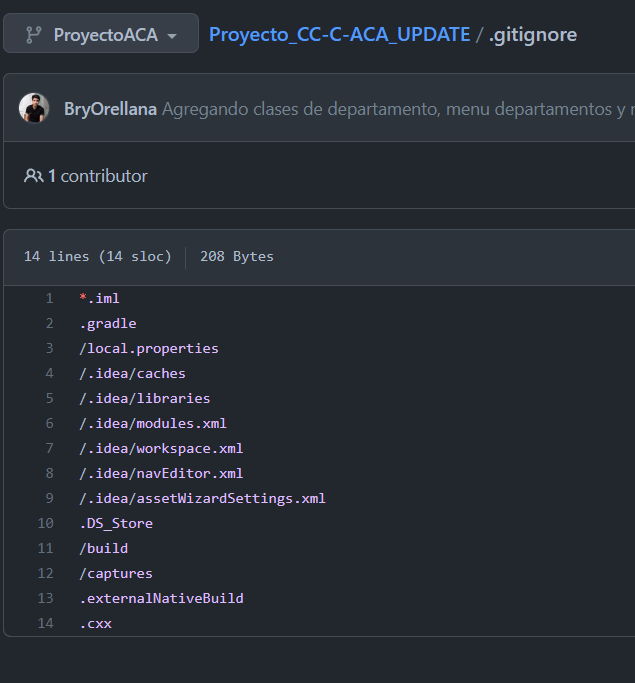 ProyectoACA Proyecto_CC-C-ACA_UPDATE / .gitignore
BryOrellana Agregando clases de departamento, menu departamentos y
1 contributor
14 lines (14 sloc) 208 Bytes
1 *.iml
2 .gradle
3 /local.properties
4 /.idea/caches
5 /.idea/libraries
6 /.idea/modules.xml
7 /.idea/workspace.xml
8 /.idea/navEditor.xml
9 /.idea/assetWizardSettings.xml
10 .DS_Store
11 /build
12 /captures
13 .externalNativeBuild
14 .cxx